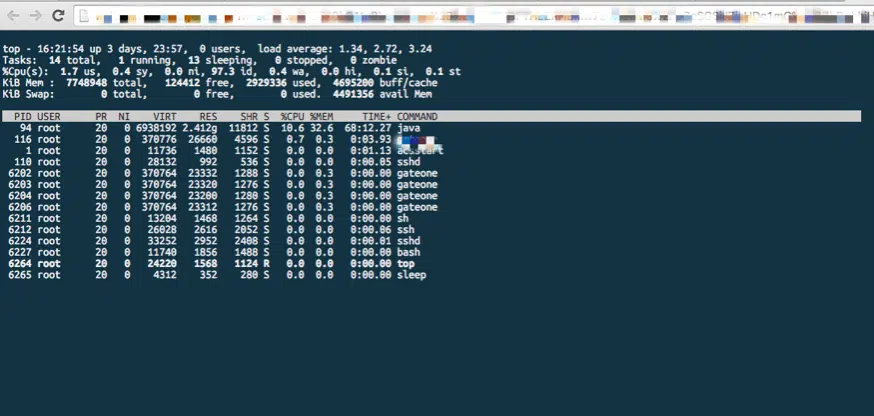 top - 16:21:54 up 3 days, 23:57, 0 users, load average: 1.34, 2.72, 3.24
Tasks: 14 total, 1 running, 13 sleeping, 0 stopped, 0 zombie
%Cpu(s): 1.7 us, 0.4 sy, 0.0 ni, 97.3 id, 0.4 wa, 0.0 hi, 0.1 si, 0.1 st
KiB Mem : 7748948 total, 124412 free, 2929336 used, 4695200 buff/cache
KiB Swap: 0 total, 0 free, 0 used. 4491356 avail Mem
PID USER PR NI VIRT RES SHR S %CPU %MEM TIME+ COMMAND
94 root 20 0 6938192 2.412g 11812 S 10.6 32.6 68:12.27 java
116 root 20 0 370776 26660 4596 S 0.7 0.3 0:03.93
1 root 20 0 11736 1480 1152 S 0.0 0.0 0:01.13
110 root 20 0 28132 992 536 S 0.0 0.0 0:00.05 sshd
6202 root 20 0 370764 23332 1288 S 0.0 0.3 0:00.00 gateone
6203 root 20 0 370764 23320 1276 S 0.0 0.3 0:00.00 gateone
6204 root 20 0 370764 23200 1280 S 0.0 0.3 0:00.00 gateone
6206 root 20 0 370764 23312 1276 S 0.0 0.3 0:00.00 gateone
6211 root 20 0 13204 1468 1264 S 0.0 0.0 0:00.00 sh
6212 root 20 0 26028 2616 2052 S 0.0 0.0 0:00.06 ssh
6224 root 20 0 33252 2952 2408 S 0.0 0.0 0:00.01 sshd
6227 root 20 0 11740 1856 1488 S 0.0 0.0 0:00.00 bash
6264 root 20 0 24220 1568 1124 R 0.0 0.0 0:00.00 top
6265 root 20 0 4312 352 280 S 0.0 0.0 0:00.00 sleep